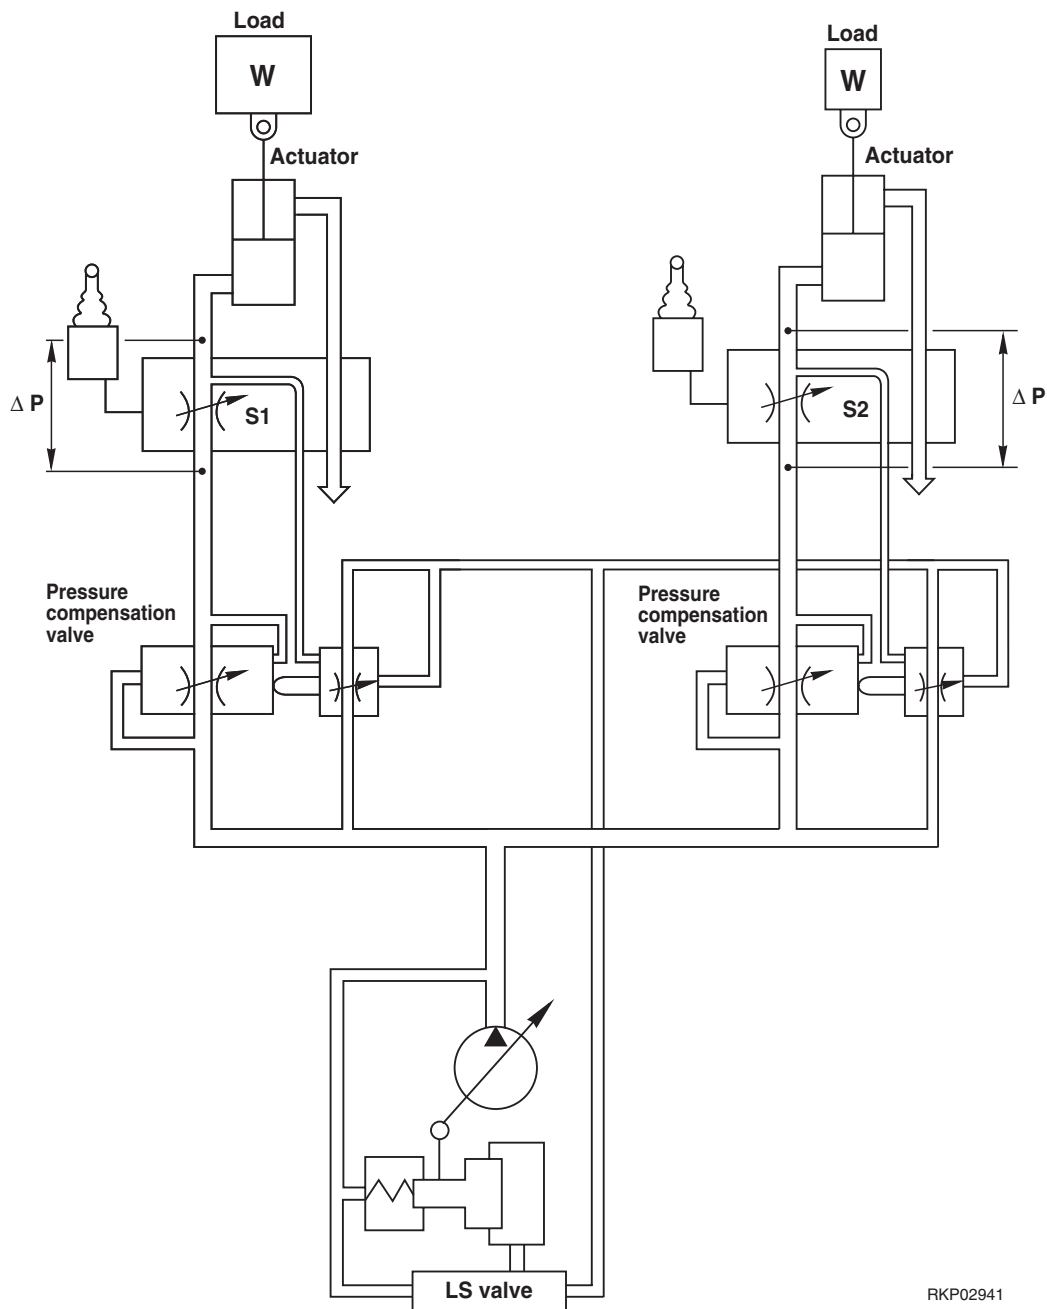 Load
W
Load
W
Actuator
Actuator
Δ P
S1
S2
Δ P
Pressure
compensation
valve
Pressure
compensation
valve
LS valve
RKP02941